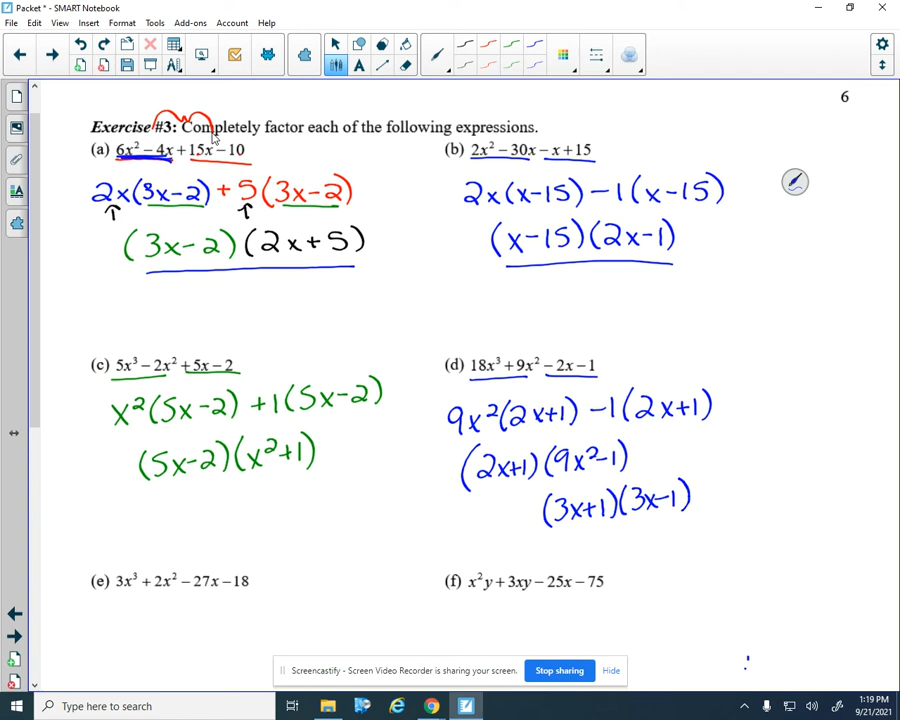 Packet * - SMART Notebook
File Edit View Insert Format Tools Add-ons Account Help
6
Exercise #3: Completely factor each of the following expressions.
(a) 6x² − 4x + 15x − 10
2x(3x−2) + 5(3x−2)
(3x−2)(2x+5)
(b) 2x² − 30x − x + 15
2x(x−15) −1(x−15)
(x−15)(2x−1)
(c) 5x³ − 2x² + 5x − 2
x²(5x−2) +1(5x−2)
(5x−2)(x²+1)
(d) 18x³ + 9x² − 2x − 1
9x²(2x+1) −1(2x+1)
(2x+1)(9x²−1)
(3x+1)(3x−1)
(e) 3x³ + 2x² − 27x − 18
(f) x²y + 3xy − 25x − 75
Screencastify - Screen Video Recorder is sharing your screen. Stop sharing Hide
Type here to search
1:19 PM
9/21/2021